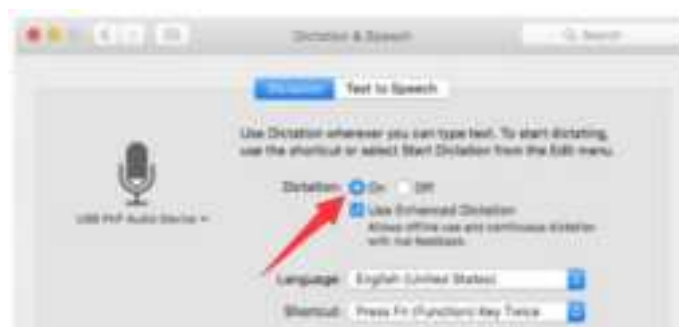 Dictation & Speech
Search
Dictation
Text to Speech
Use Dictation wherever you can type text. To start dictating,
use the shortcut or select Start Dictation from the Edit menu.
Dictation: On Off
Use Enhanced Dictation
Allows offline use and continuous dictation
with live feedback.
USB PnP Audio Device
Language: English (United States)
Shortcut: Press Fn (Function) Key Twice